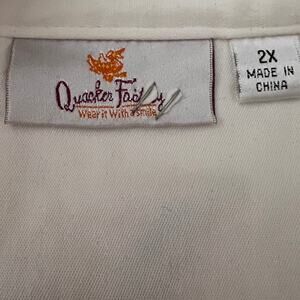 Quacker Factory
Wear it With a Smile
2X
MADE IN
CHINA